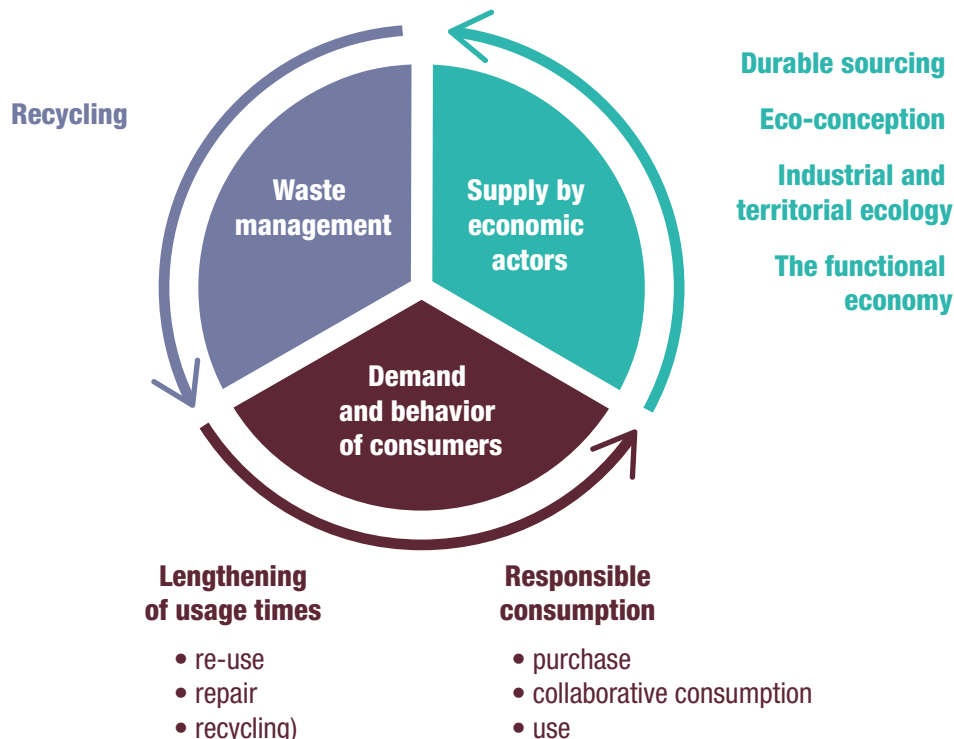 Recycling
Waste
management
Supply by
economic
actors
Durable sourcing
Eco-conception
Industrial and
territorial ecology
The functional
economy
Demand
and behavior
of consumers
Lengthening
of usage times
• re-use
• repair
• recycling)
Responsible
consumption
• purchase
• collaborative consumption
• use